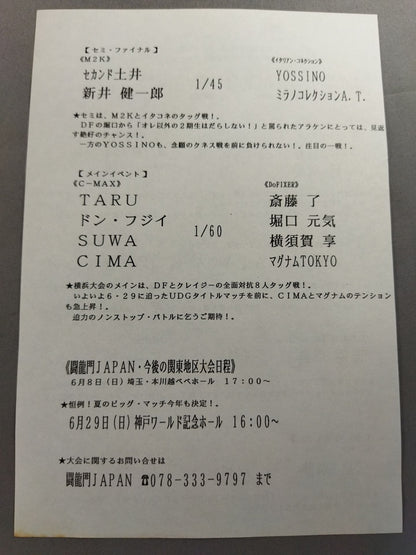 【セミ・ファイナル】
《M2K》 《イタリアン・コネクション》
セカンド土井 YOSSINO
1/45
新井 健一郎 ミラノコレクションA.T.
★セミは、M2Kとイタコネのタッグ戦！。
DFの堀口から「オレ以外の2期生はだらしない！」と罵られたアラケンにとっては、見返
す絶好のチャンス！。
一方のYOSSINOも、念願のケネス戦を前に負けられない！。注目の一戦！。
【メインイベント】
《C-MAX》 《DoFIXER》
TARU 斎藤 了
ドン・フジイ 堀口 元気
1/60
SUWA 横須賀 享
CIMA マグナムTOKYO
★横浜大会のメインは、DFとクレイジーの全面対抗8人タッグ戦！。
いよいよ6・29に迫ったUDGタイトルマッチを前に、CIMAとマグナムのテンション
も急上昇！。
迫力のノンストップ・バトルに乞うご期待！。
《闘龍門JAPAN・今後の関東地区大会日程》
6月8日（日）埼玉・本川越ペペホール 17:00～
★恒例！夏のビッグ・マッチ今年も決定！。
6月29日(日)神戸ワールド記念ホール 16:00～
★大会に関するお問い合せは
闘龍門JAPAN ☎078-333-9797 まで